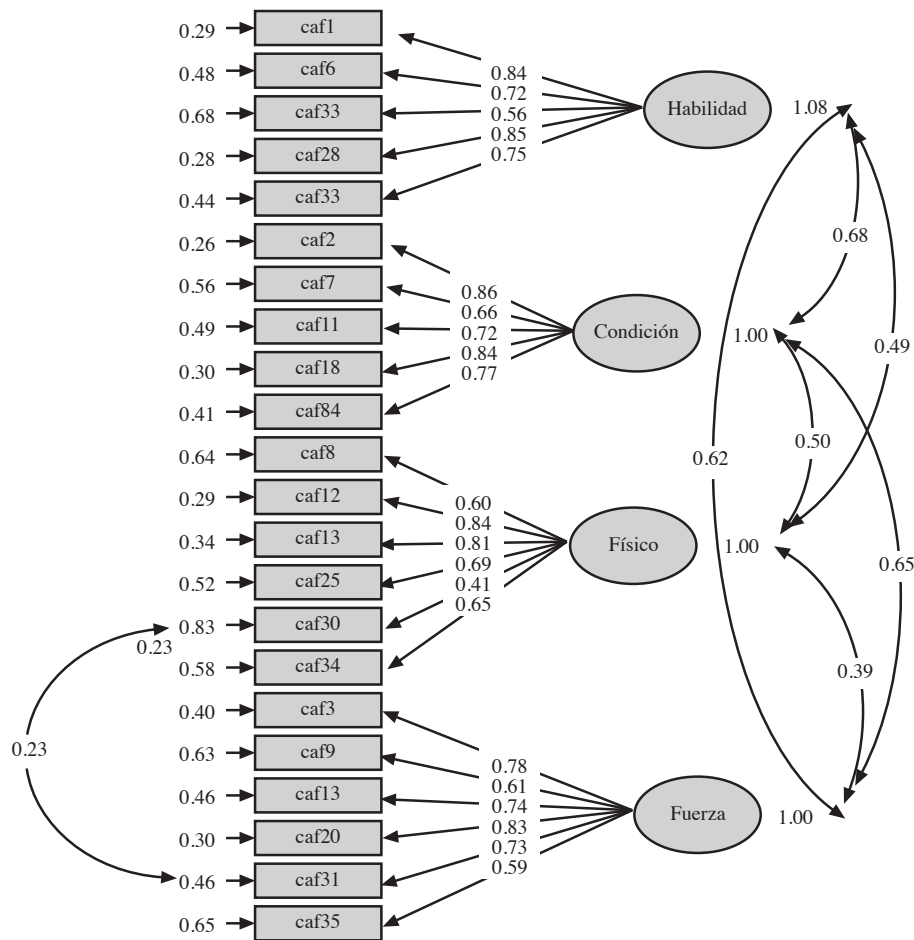 0.29 caf1
0.48 caf6
0.68 caf33
0.28 caf28
0.44 caf33
0.26 caf2
0.56 caf7
0.49 caf11
0.30 caf18
0.41 caf84
0.64 caf8
0.29 caf12
0.34 caf13
0.52 caf25
0.83 caf30
0.58 caf34
0.40 caf3
0.63 caf9
0.46 caf13
0.30 caf20
0.46 caf31
0.65 caf35
0.23
0.23
0.84
0.72
0.56
0.85
0.75
Habilidad
1.08
0.86
0.66
0.72
0.84
0.77
Condición
1.00
0.60
0.84
0.81
0.69
0.41
0.65
Físico
1.00
0.78
0.61
0.74
0.83
0.73
0.59
Fuerza
1.00
0.68
0.49
0.50
0.62
0.65
0.39